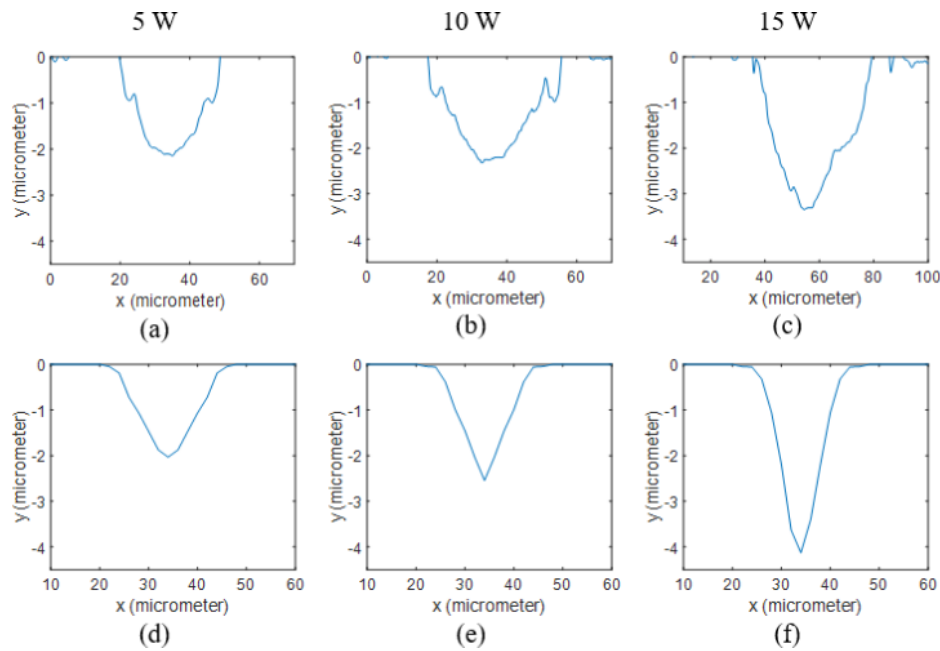 5 W
10 W
15 W
0
-1
-2
-3
-4
y (micrometer)
0 20 40 60
x (micrometer)
(a)
0
-1
-2
-3
-4
y (micrometer)
0 20 40 60
x (micrometer)
(b)
0
-1
-2
-3
-4
y (micrometer)
20 40 60 80 100
x (micrometer)
(c)
0
-1
-2
-3
-4
y (micrometer)
10 20 30 40 50 60
x (micrometer)
(d)
0
-1
-2
-3
-4
y (micrometer)
10 20 30 40 50 60
x (micrometer)
(e)
0
-1
-2
-3
-4
y (micrometer)
10 20 30 40 50 60
x (micrometer)
(f)